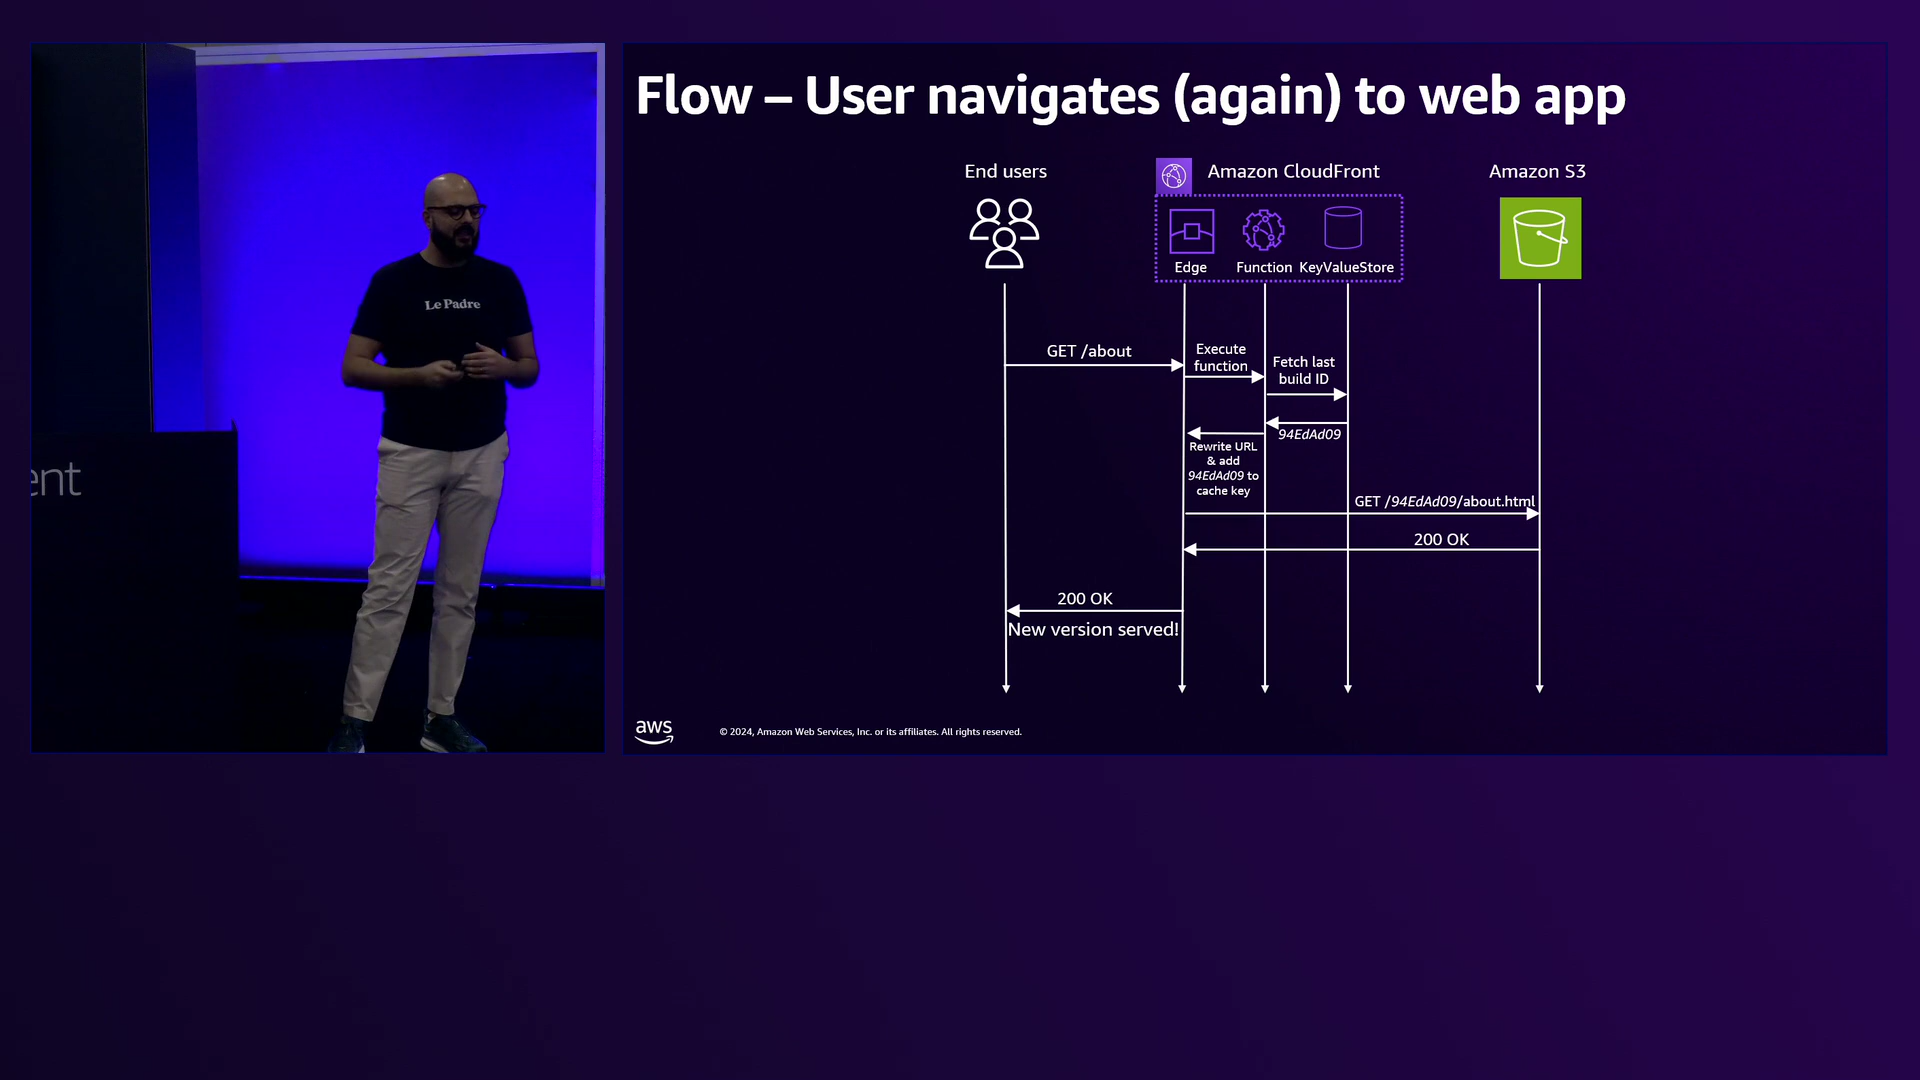 Le Padre
ent
Flow – User navigates (again) to web app
End users
Amazon CloudFront
Amazon S3
Edge
Function
KeyValueStore
GET /about
Execute
function
Fetch last
build ID
94EdAd09
Rewrite URL
& add
94EdAd09 to
cache key
GET /94EdAd09/about.html
200 OK
200 OK
New version served!
aws
© 2024, Amazon Web Services, Inc. or its affiliates. All rights reserved.